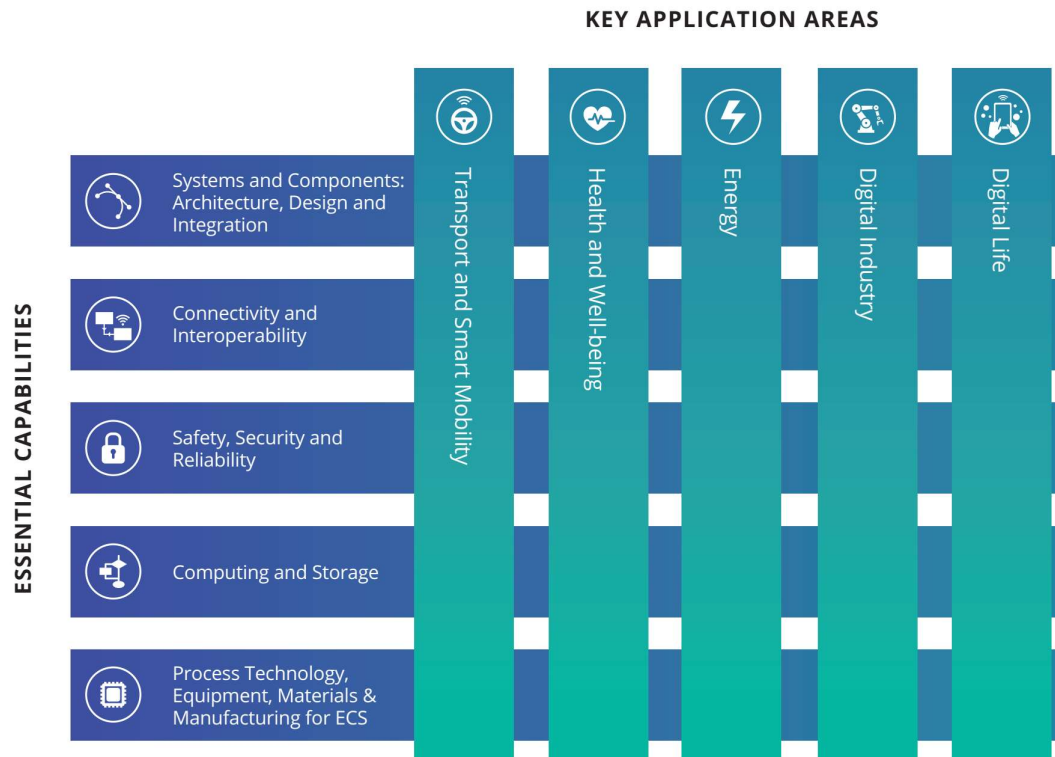 KEY APPLICATION AREAS
Transport and Smart Mobility
Health and Well-being
Energy
Digital Industry
Digital Life
ESSENTIAL CAPABILITIES
Systems and Components:
Architecture, Design and
Integration
Connectivity and
Interoperability
Safety, Security and
Reliability
Computing and Storage
Process Technology,
Equipment, Materials &
Manufacturing for ECS